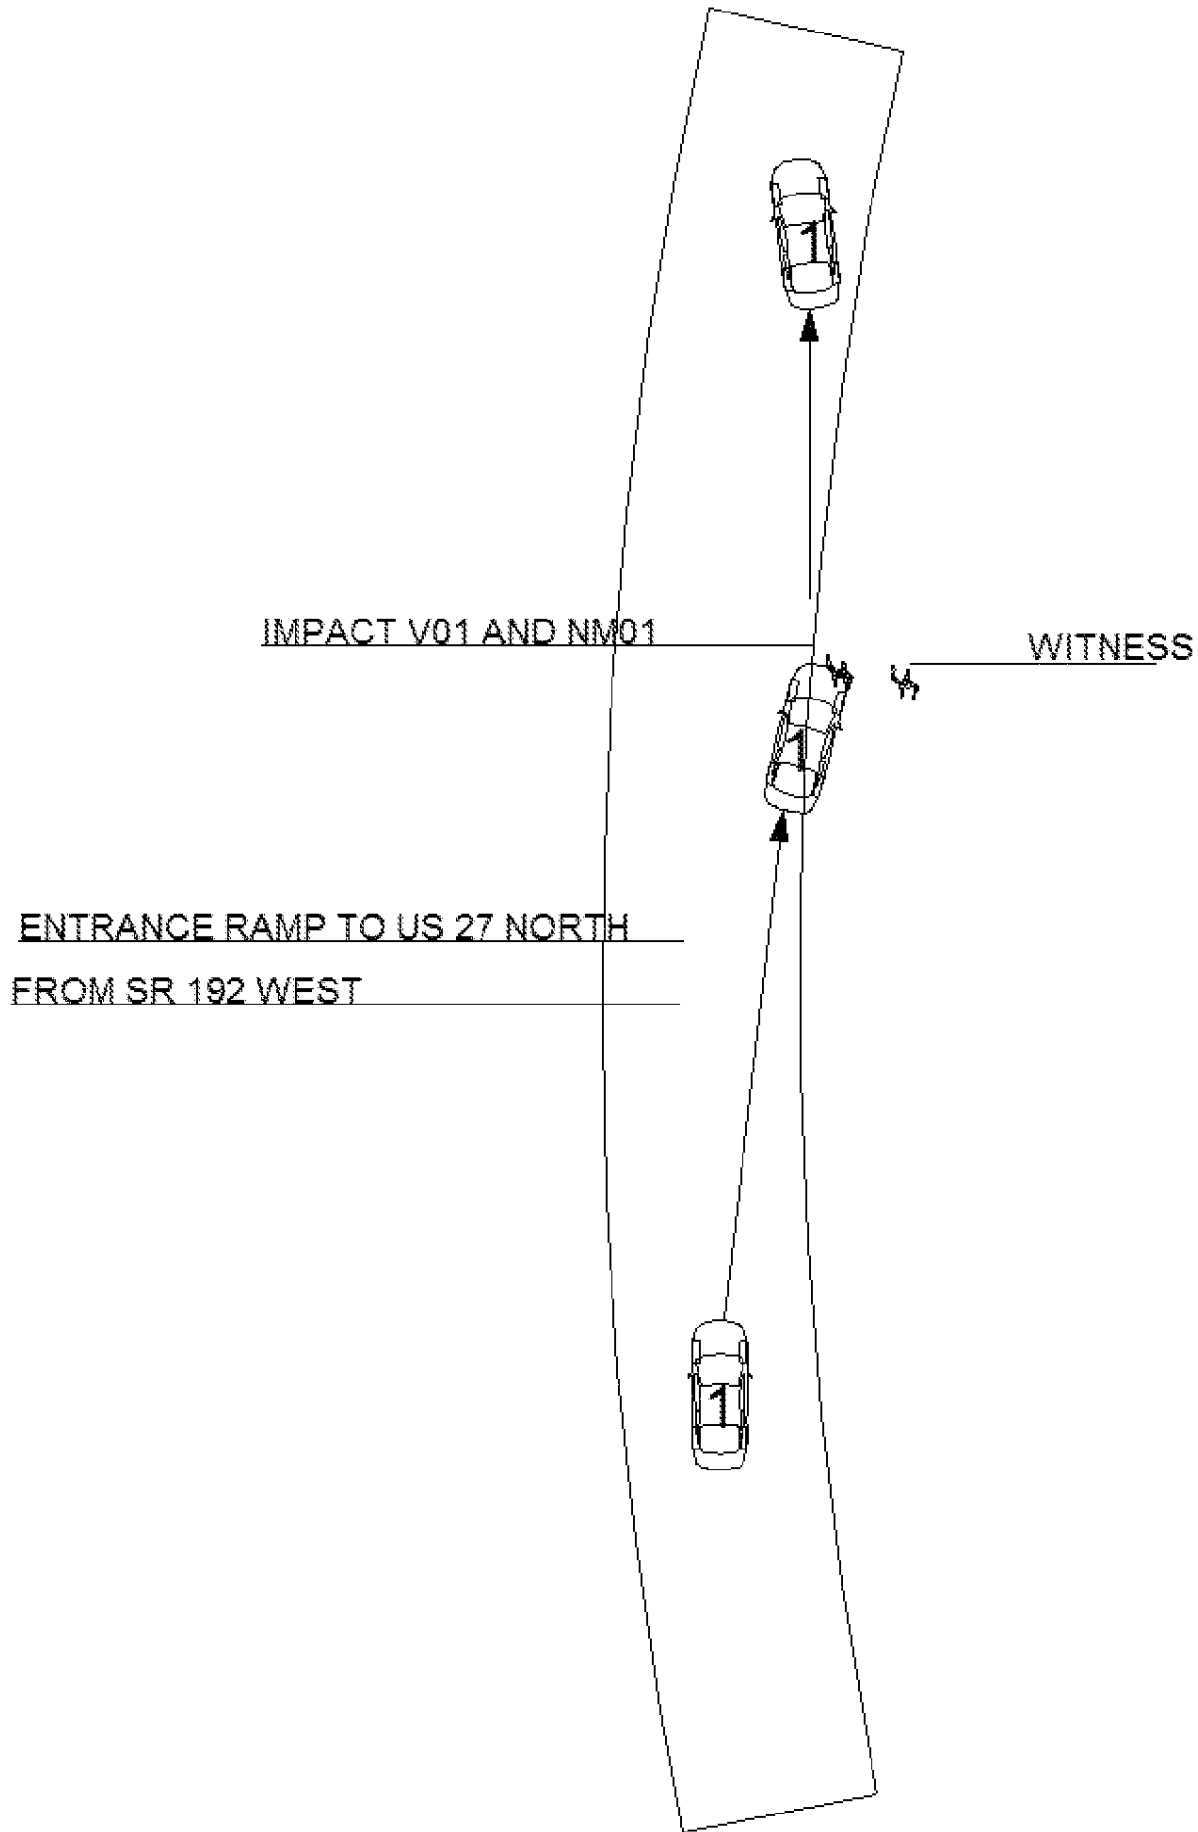 1
IMPACT V01 AND NM01
WITNESS
1
ENTRANCE RAMP TO US 27 NORTH
FROM SR 192 WEST
1